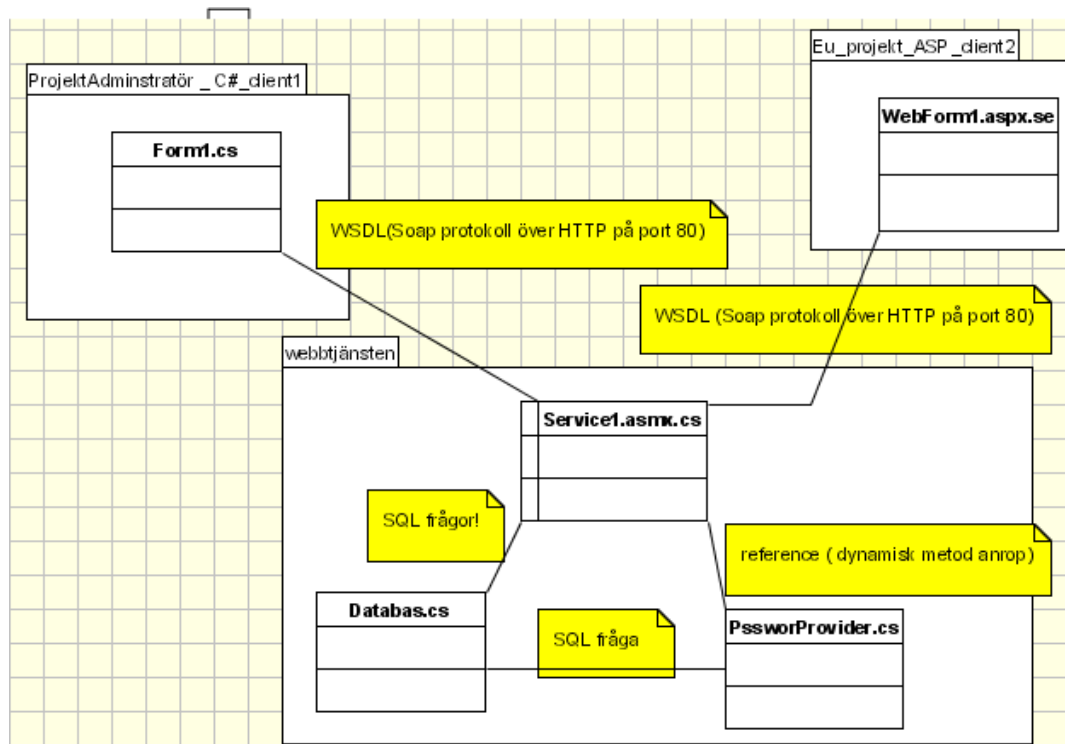 Eu_projekt_ASP_client2
ProjektAdminstratör _ C#_client1
WebForm1.aspx.se
Form1.cs
WSDL(Soap protokoll över HTTP på port 80)
WSDL (Soap protokoll över HTTP på port 80)
webbtjänsten
Service1.asmx.cs
SQL frågor!
reference ( dynamisk metod anrop)
Databas.cs
SQL fråga
PssworProvider.cs